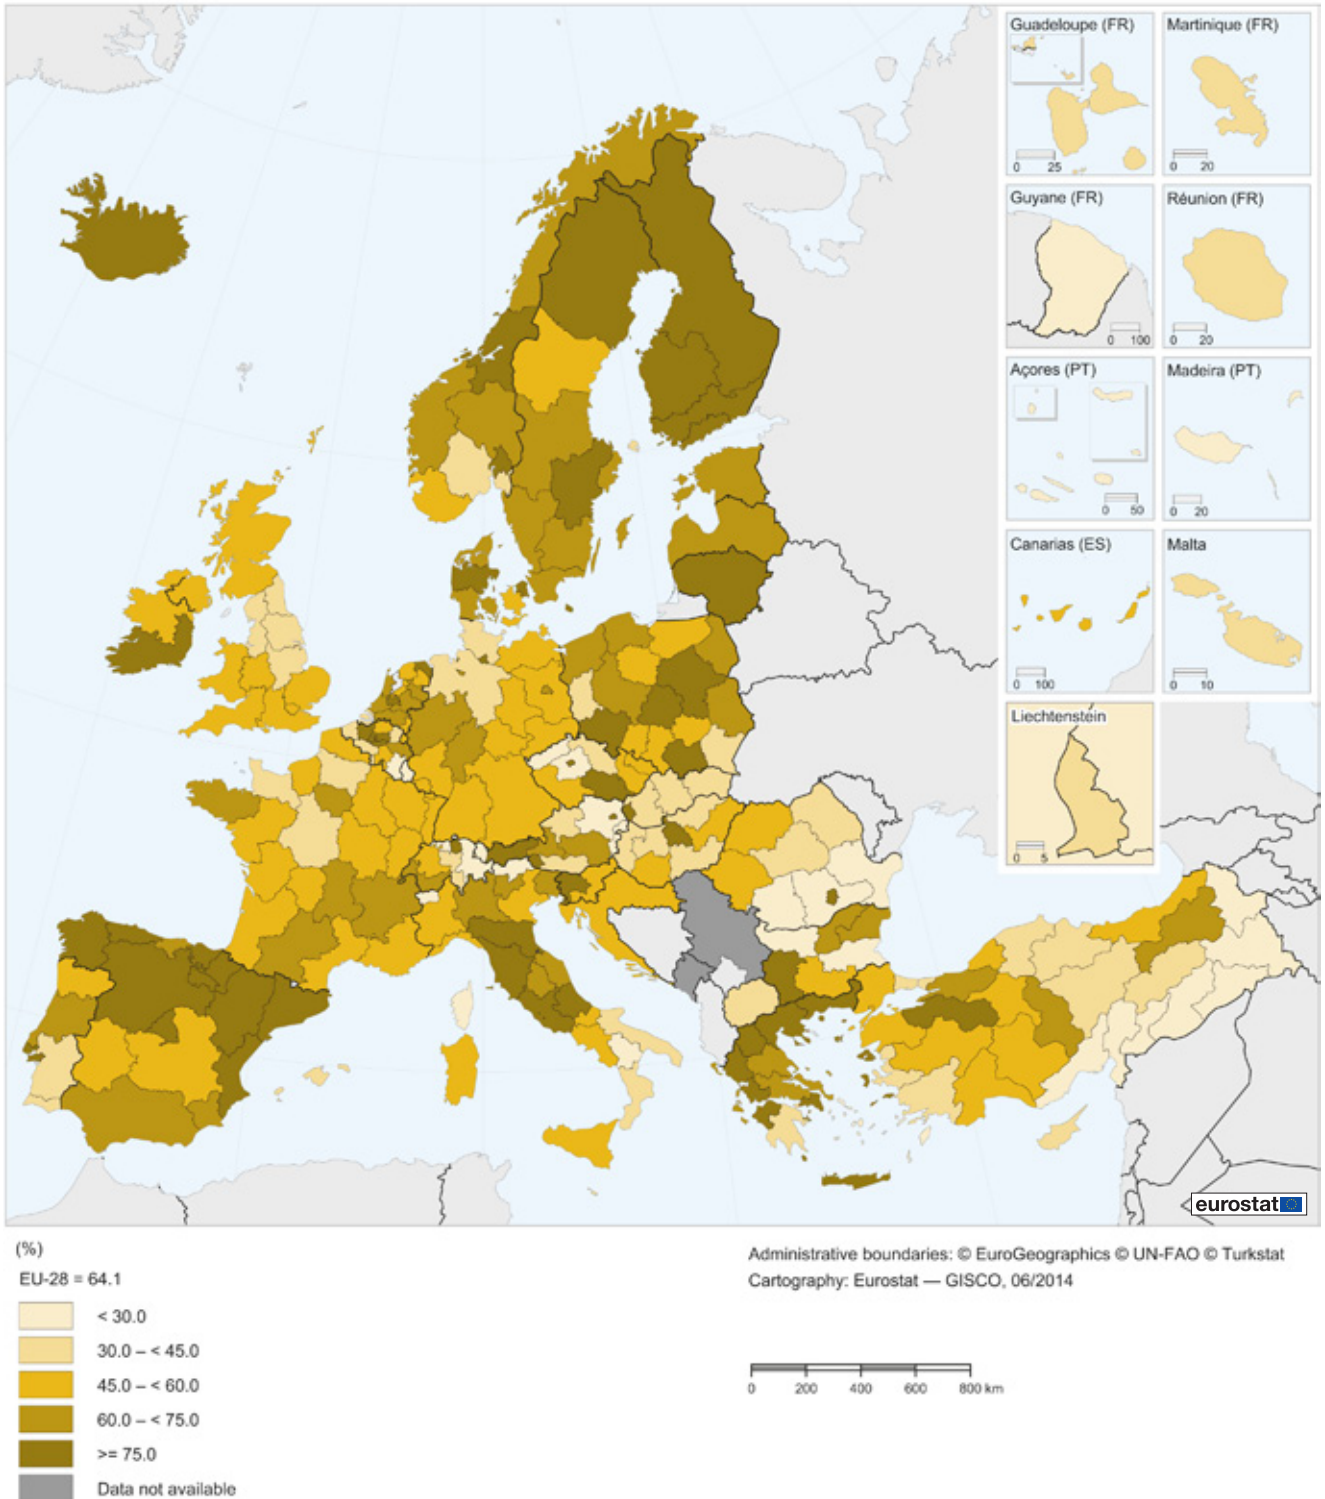 Guadeloupe (FR)
0 25
Martinique (FR)
0 20
Guyane (FR)
0 100
Réunion (FR)
0 20
Açores (PT)
0 50
Madeira (PT)
0 20
Canarias (ES)
0 100
Malta
0 10
Liechtenstein
0 5
eurostat
(%)
EU-28 = 64.1
< 30.0
30.0 – < 45.0
45.0 – < 60.0
60.0 – < 75.0
>= 75.0
Data not available
Administrative boundaries: © EuroGeographics © UN-FAO © Turkstat
Cartography: Eurostat — GISCO, 06/2014
0 200 400 600 800 km